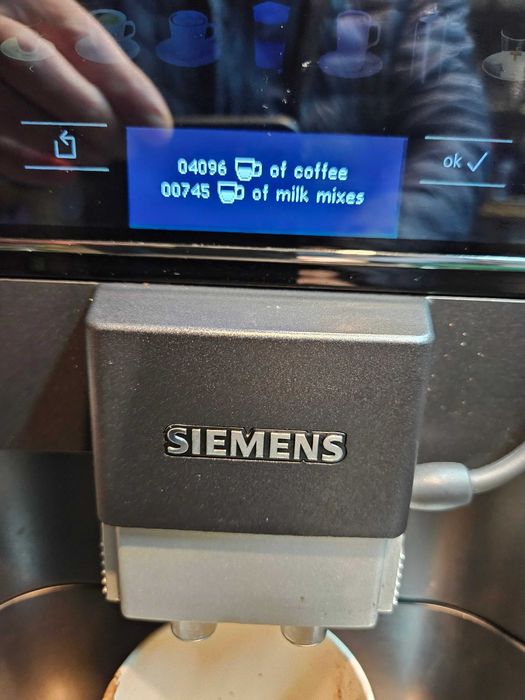 ok
04096 of coffee
00745 of milk mixes
SIEMENS